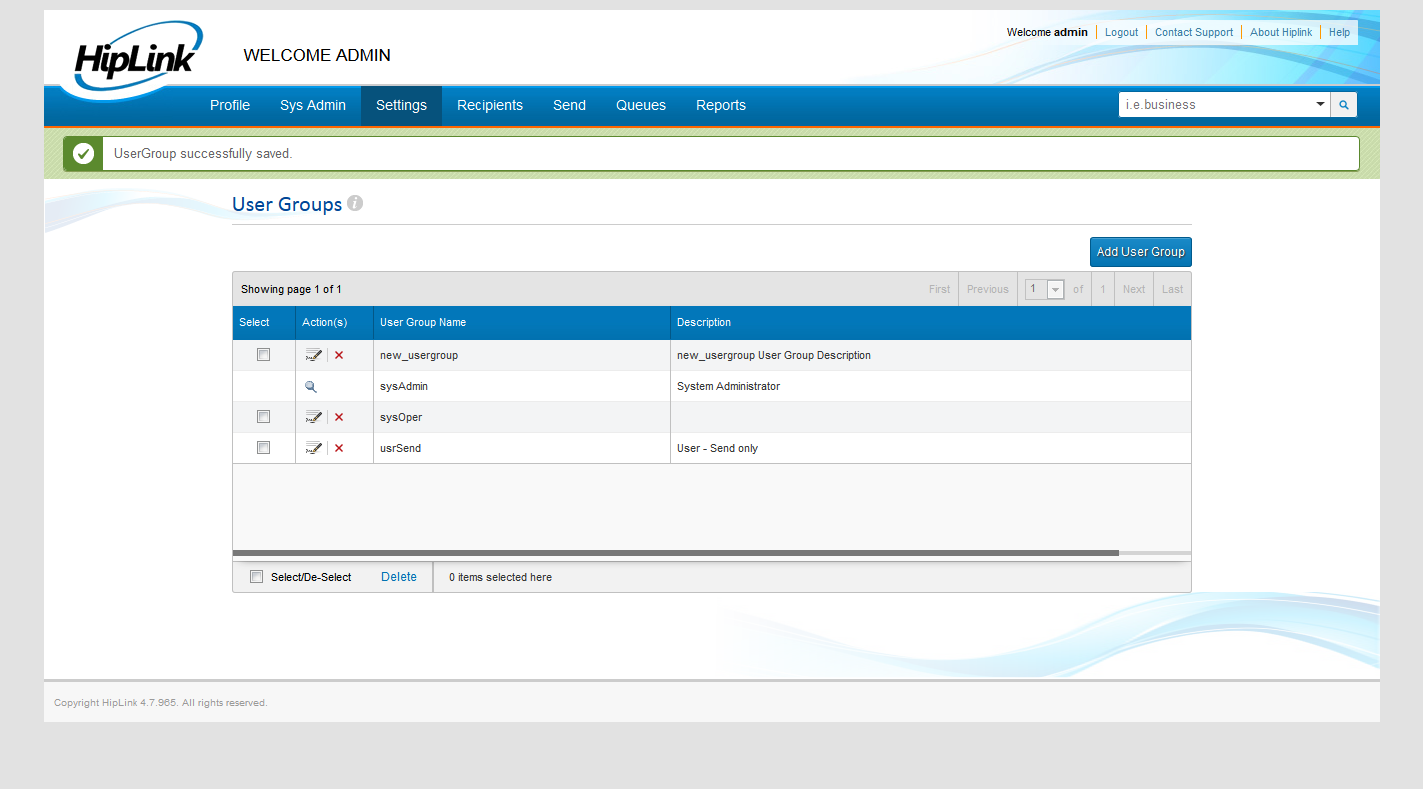 HipLink
WELCOME ADMIN
Welcome admin Logout Contact Support About Hiplink Help
Profile Sys Admin Settings Recipients Send Queues Reports i.e.business
UserGroup successfully saved.
User Groups i
Add User Group
Showing page 1 of 1 First Previous 1 of 1 Next Last
Select Action(s) User Group Name Description
new_usergroup new_usergroup User Group Description
sysAdmin System Administrator
sysOper
usrSend User - Send only
Select/De-Select Delete 0 items selected here
Copyright HipLink 4.7.965. All rights reserved.